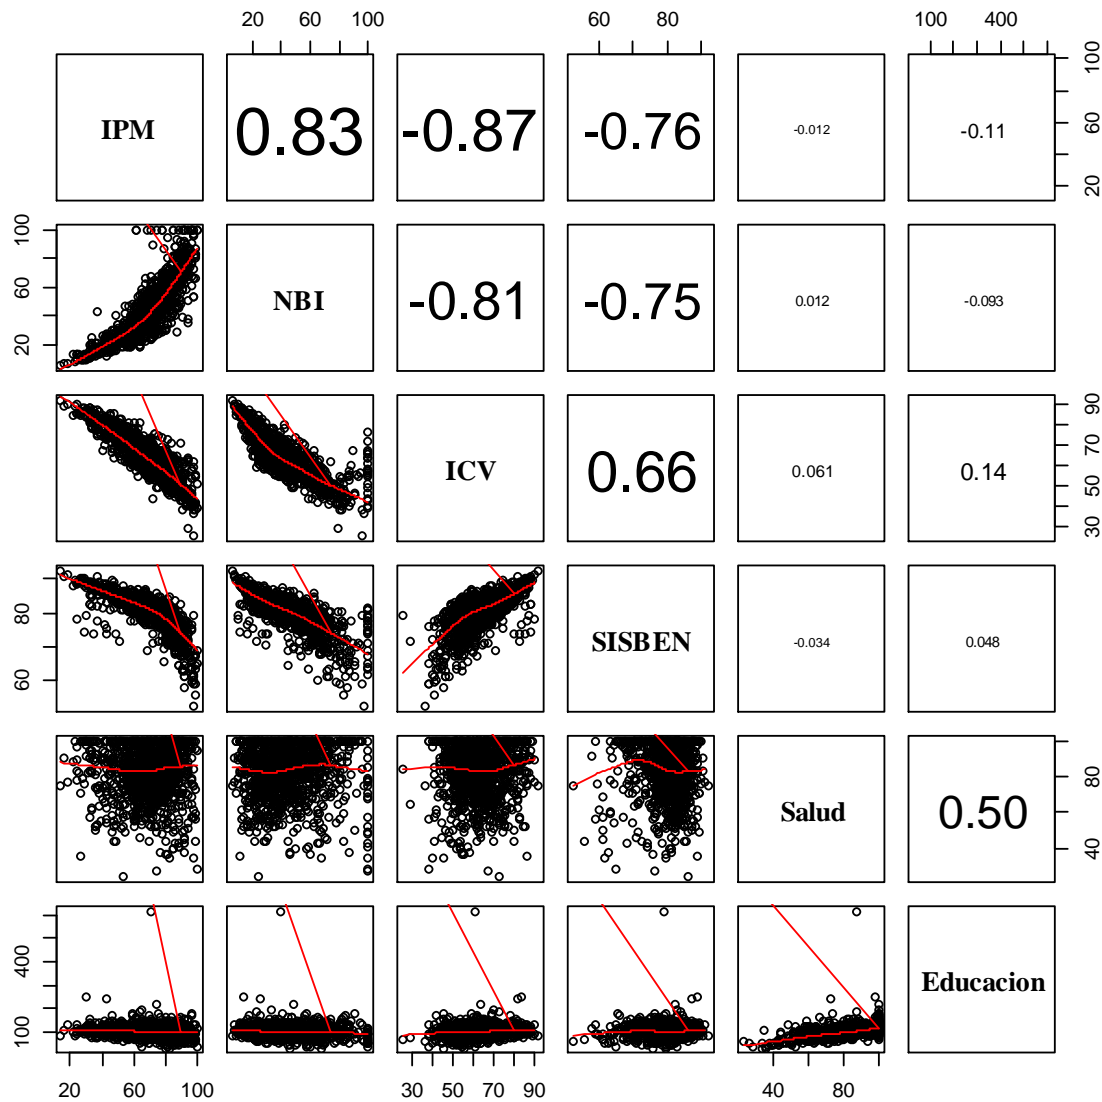 20 60 100 60 80 100 400
IPM 0.83 -0.87 -0.76 -0.012 -0.11 20 60 100
20 60 100 NBI -0.81 -0.75 0.012 -0.093
ICV 0.66 0.061 0.14 30 50 70 90
60 80 SISBEN -0.034 0.048
Salud 0.50 40 80
100 400 Educacion
20 60 100 30 50 70 90 40 80